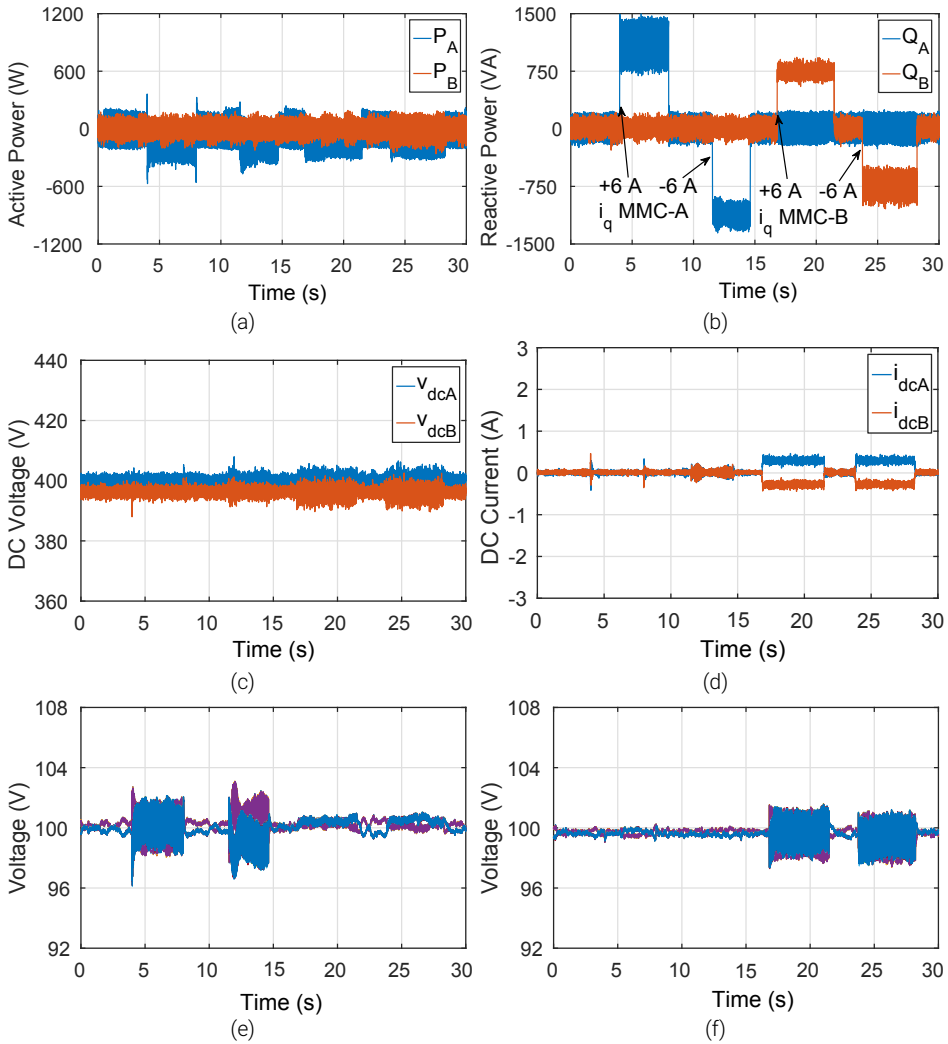 1200
600
0
-600
-1200
Active Power (W)
P_A
P_B
0 5 10 15 20 25 30
Time (s)
(a)
1500
750
0
-750
-1500
Reactive Power (VA)
Q_A
Q_B
+6 A -6 A
i_q MMC-A
+6 A -6 A
i_q MMC-B
0 5 10 15 20 25 30
Time (s)
(b)
440
420
400
380
360
DC Voltage (V)
v_dcA
v_dcB
0 5 10 15 20 25 30
Time (s)
(c)
3
2
1
0
-1
-2
-3
DC Current (A)
i_dcA
i_dcB
0 5 10 15 20 25 30
Time (s)
(d)
108
104
100
96
92
Voltage (V)
0 5 10 15 20 25 30
Time (s)
(e)
108
104
100
96
92
Voltage (V)
0 5 10 15 20 25 30
Time (s)
(f)